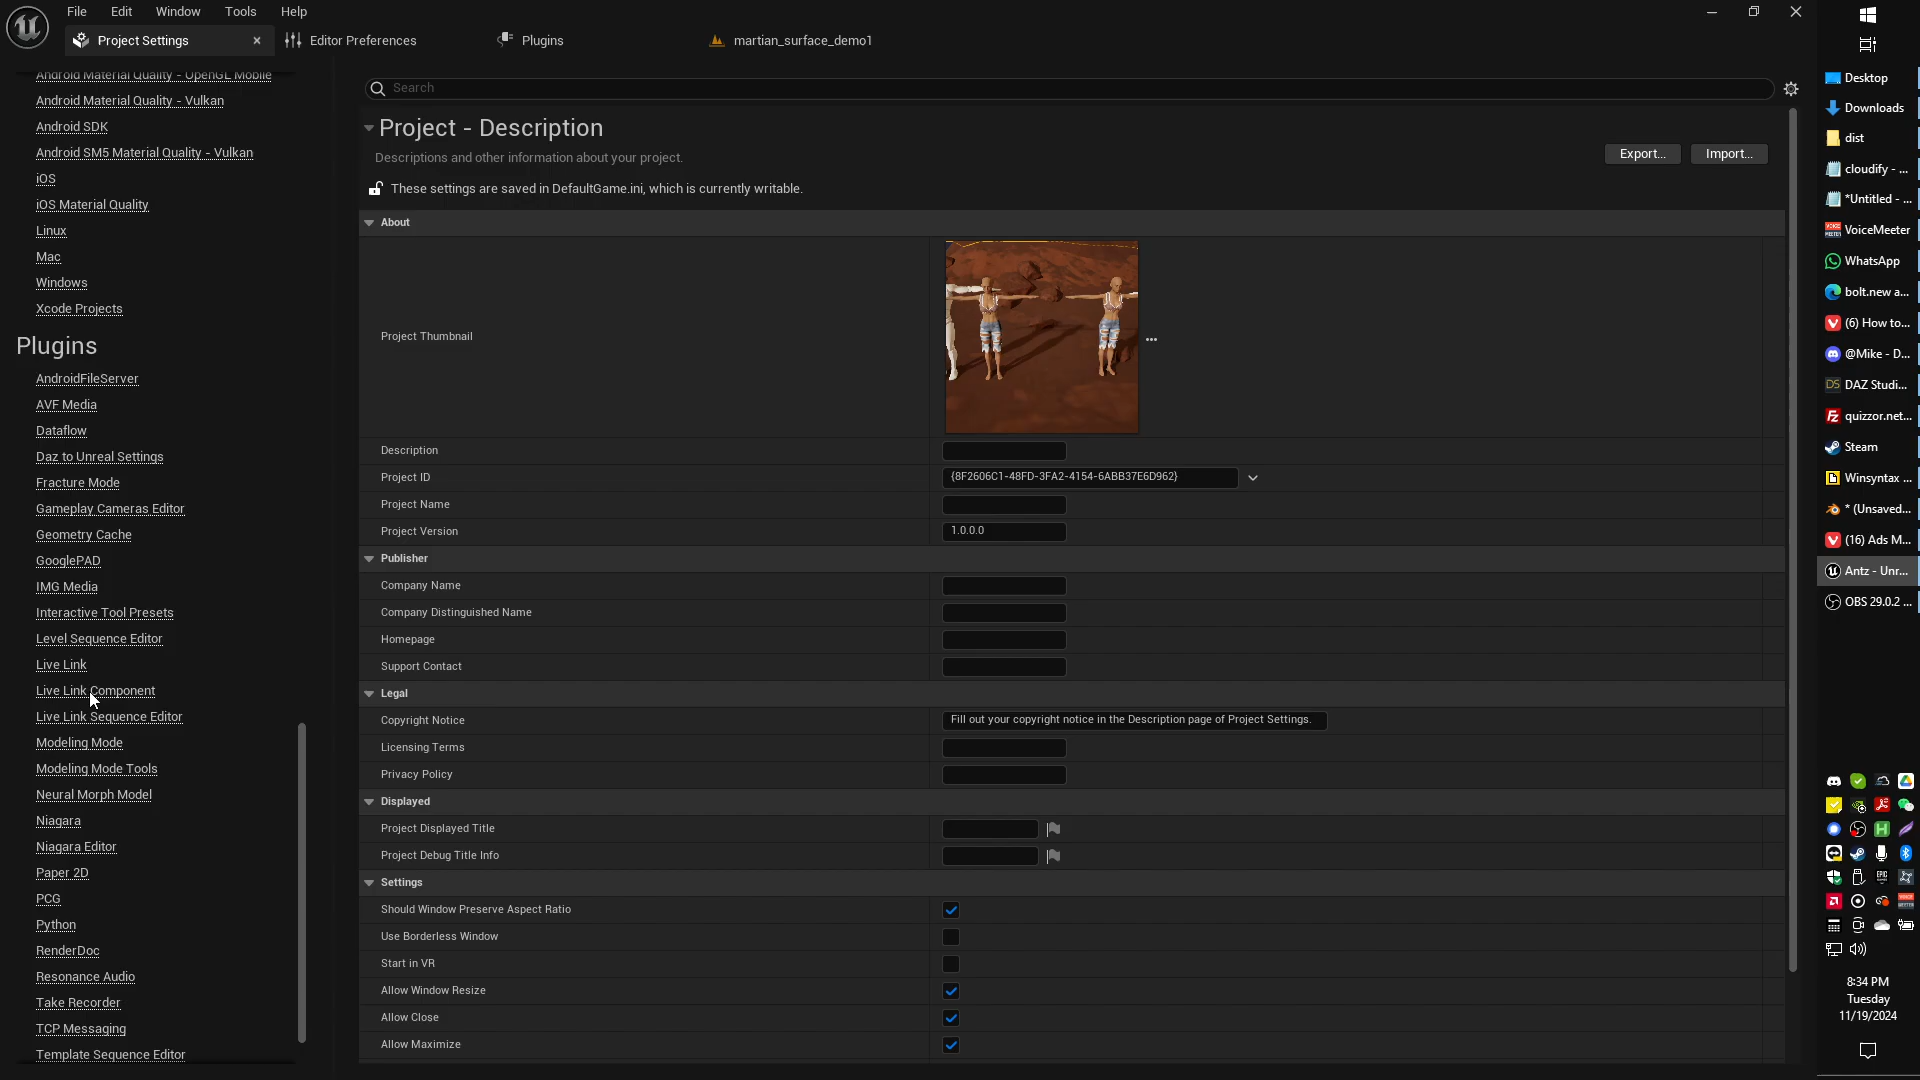 File Edit Window Tools Help
Project Settings
Editor Preferences
Plugins
martian_surface_demo1
Android Material Quality - OpenGL Mobile
Android Material Quality - Vulkan
Android SDK
Android SM5 Material Quality - Vulkan
iOS
iOS Material Quality
Linux
Mac
Windows
Xcode Projects
Plugins
AndroidFileServer
AVF Media
Dataflow
Daz to Unreal Settings
Fracture Mode
Gameplay Cameras Editor
Geometry Cache
GooglePAD
IMG Media
Interactive Tool Presets
Level Sequence Editor
Live Link
Live Link Component
Live Link Sequence Editor
Modeling Mode
Modeling Mode Tools
Neural Morph Model
Niagara
Niagara Editor
Paper 2D
PCG
Python
RenderDoc
Resonance Audio
Take Recorder
TCP Messaging
Template Sequence Editor
Search
Project - Description
Descriptions and other information about your project.
Export...
Import...
These settings are saved in DefaultGame.ini, which is currently writable.
About
Project Thumbnail
Description
Project ID {8F2606C1-48FD-3FA2-4154-6ABB37E6D962}
Project Name
Project Version 1.0.0.0
Publisher
Company Name
Company Distinguished Name
Homepage
Support Contact
Legal
Copyright Notice Fill out your copyright notice in the Description page of Project Settings.
Licensing Terms
Privacy Policy
Displayed
Project Displayed Title
Project Debug Title Info
Settings
Should Window Preserve Aspect Ratio
Use Borderless Window
Start in VR
Allow Window Resize
Allow Close
Allow Maximize
Desktop
Downloads
dist
cloudify - ...
*Untitled - ...
VoiceMeeter
WhatsApp
bolt.new a...
(6) How to...
@Mike - D...
DAZ Studi...
quizzor.net...
Steam
Winsyntax ...
* (Unsaved...
(16) Ads M...
Antz - Unr...
OBS 29.0.2 ...
8:34 PM
Tuesday
11/19/2024